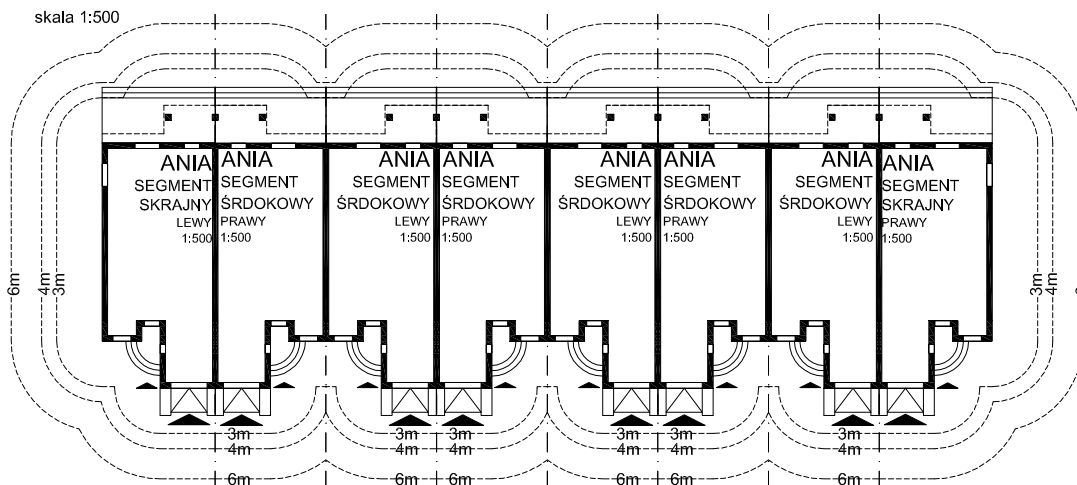 skala 1:500
ANIA
SEGMENT
SKRAJNY
LEWY
1:500
ANIA
SEGMENT
ŚRDOKOWY
PRAWY
1:500
ANIA
SEGMENT
ŚRDOKOWY
LEWY
1:500
ANIA
SEGMENT
ŚRDOKOWY
PRAWY
1:500
ANIA
SEGMENT
ŚRDOKOWY
LEWY
1:500
ANIA
SEGMENT
ŚRDOKOWY
PRAWY
1:500
ANIA
SEGMENT
ŚRDOKOWY
LEWY
1:500
ANIA
SEGMENT
SKRAJNY
PRAWY
1:500
6m 4m 3m
3m 4m
3m 3m 3m 3m 3m 3m
4m 4m 4m 4m 4m 4m
6m 6m 6m 6m 6m 6m